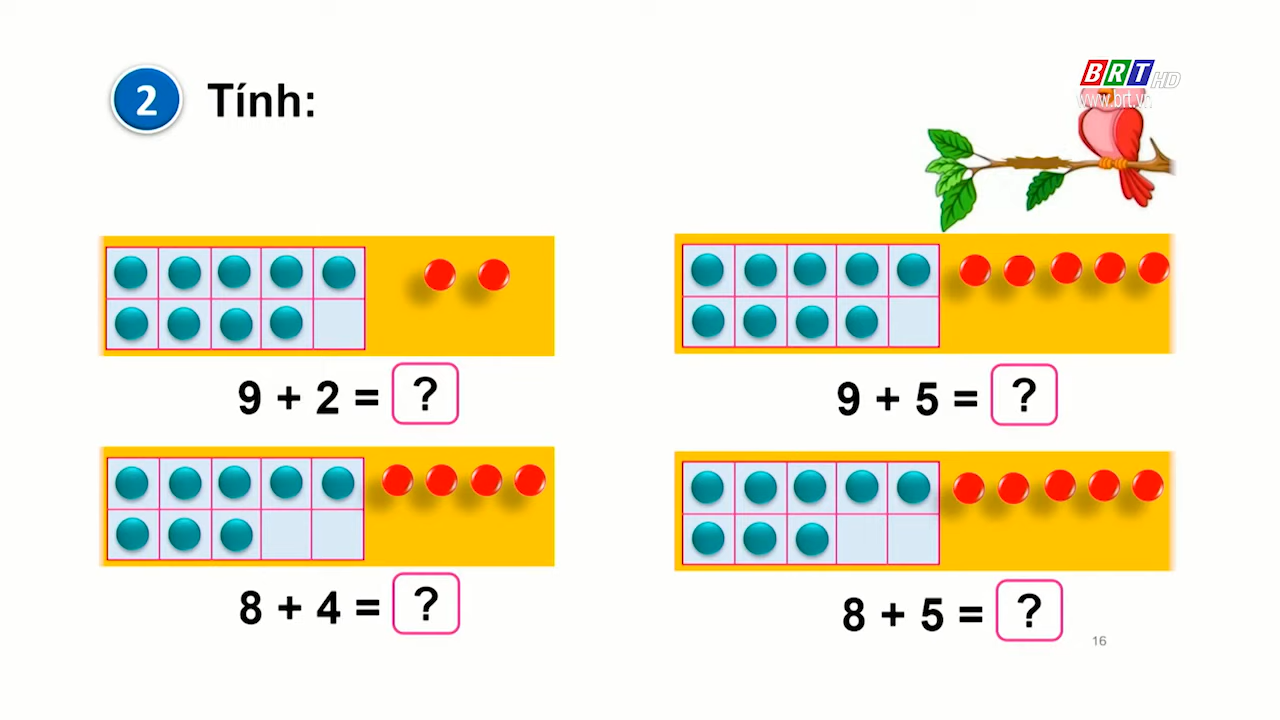 2 Tính:
BRT HD
www.brt.vn
9 + 2 = ?
9 + 5 = ?
8 + 4 = ?
8 + 5 = ?
16